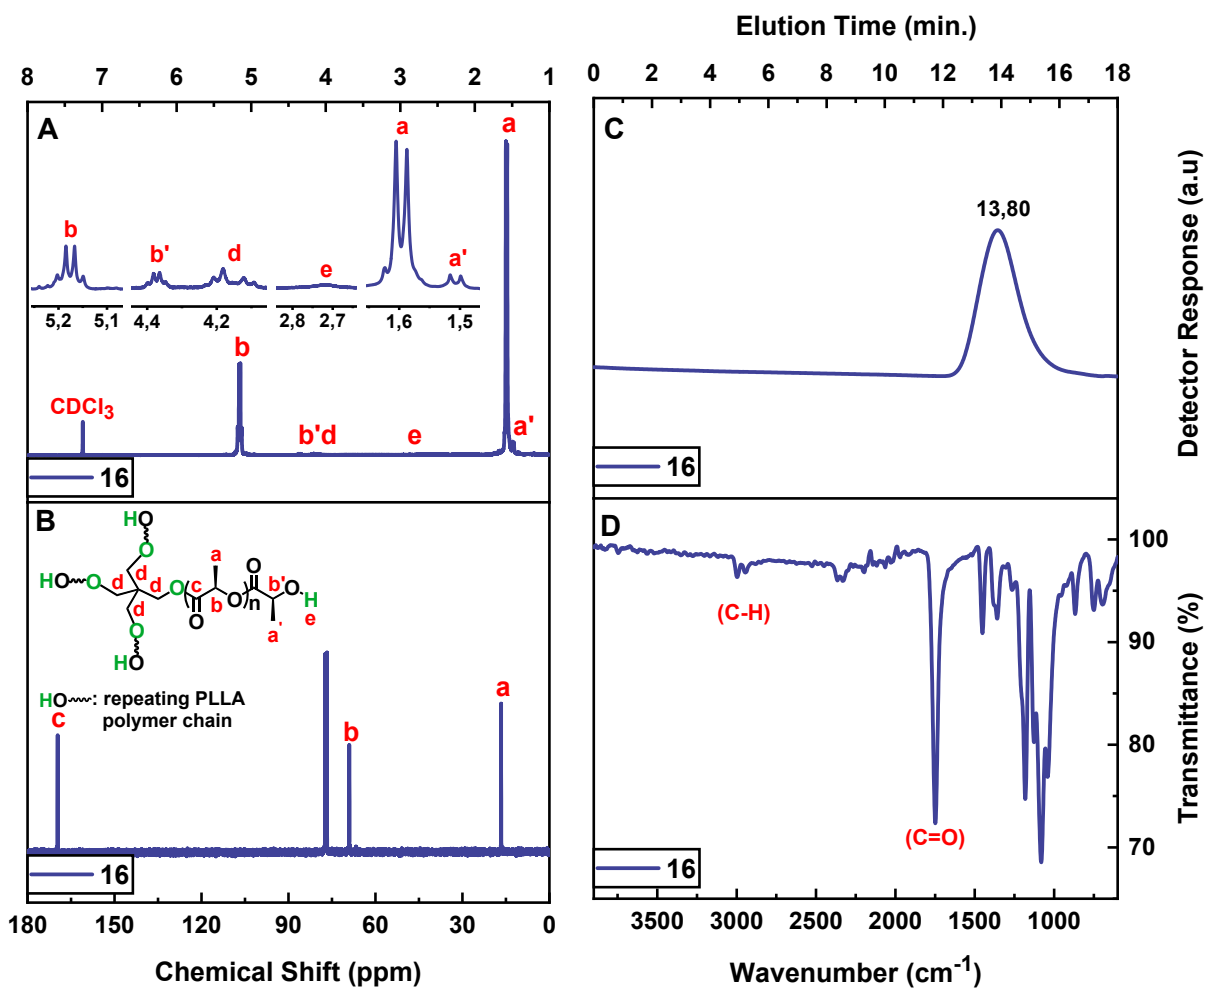 Elution Time (min.)
8 7 6 5 4 3 2 1
0 2 4 6 8 10 12 14 16 18
A
a
a
b
b'
d
e
a'
5,2 5,1 4,4 4,2 2,8 2,7 1,6 1,5
b
CDCl3
b'd
e
a'
16
C
13,80
16
Detector Response (a.u)
B
HO
O
a
O
b'
HO
O
d
d
d
O
c
O
n
O
H
O
b
d
e
O
a'
HO
HO : repeating PLLA
polymer chain
c
a
b
16
180 150 120 90 60 30 0
Chemical Shift (ppm)
D
100
90
80
70
(C-H)
(C=O)
16
Transmittance (%)
3500 3000 2500 2000 1500 1000
Wavenumber (cm-1)